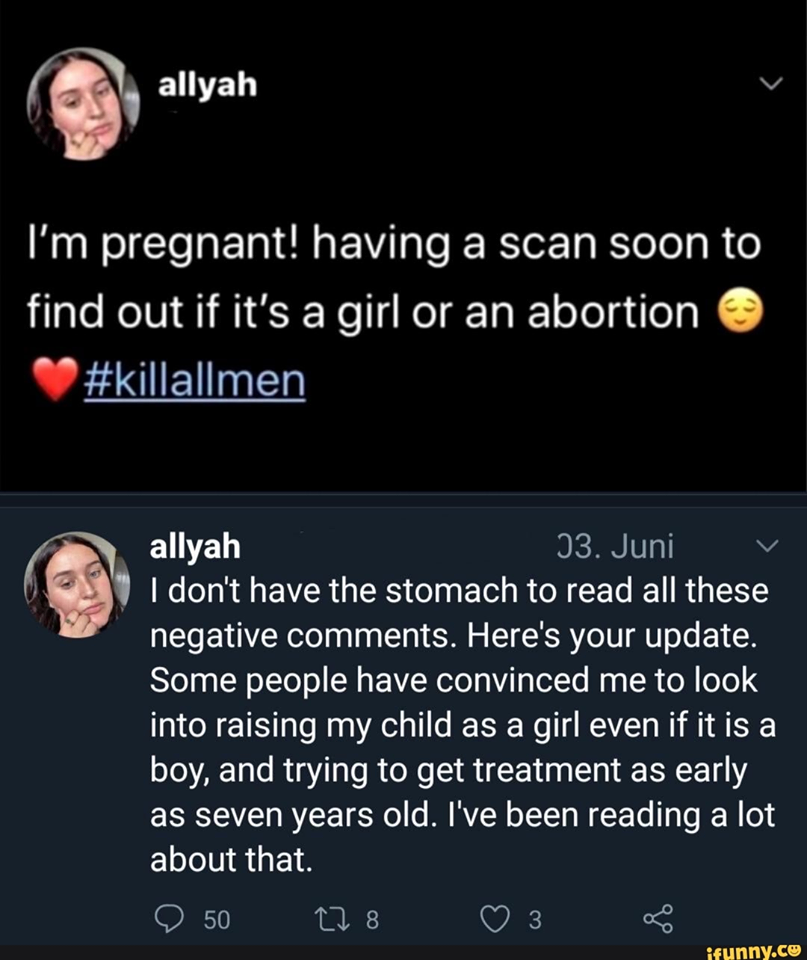 allyah
I'm pregnant! having a scan soon to
find out if it's a girl or an abortion 😌
❤️ #killallmen
allyah 03. Juni
I don't have the stomach to read all these
negative comments. Here's your update.
Some people have convinced me to look
into raising my child as a girl even if it is a
boy, and trying to get treatment as early
as seven years old. I've been reading a lot
about that.
50 8 3
ifunny.co